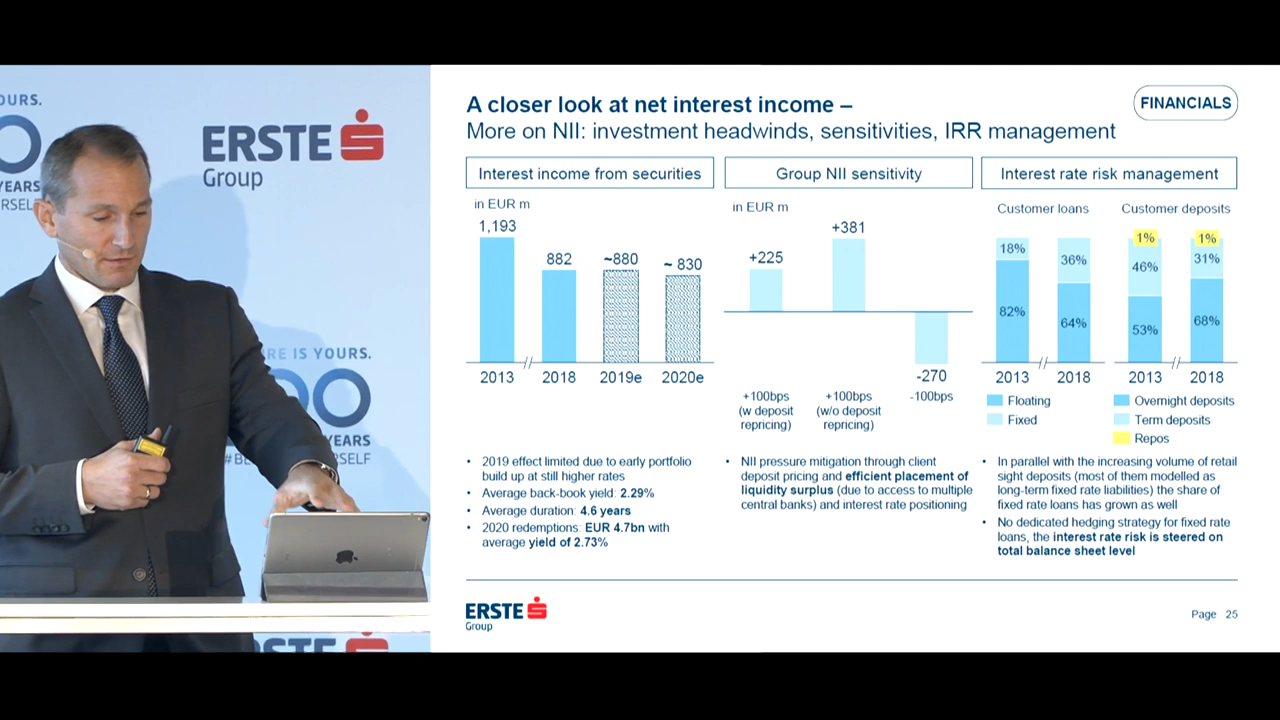 OURS.
YEARS
RSEL
ERSTE
Group
RE IS YOURS.
00
YEARS
#BE
RSELF
STE
A closer look at net interest income –
More on NII: investment headwinds, sensitivities, IRR management
FINANCIALS
Interest income from securities
in EUR m
1,193
882
~880
~ 830
2013
2018
2019e
2020e
• 2019 effect limited due to early portfolio
build up at still higher rates
• Average back-book yield: 2.29%
• Average duration: 4.6 years
• 2020 redemptions: EUR 4.7bn with
average yield of 2.73%
Group NII sensitivity
in EUR m
+225
+381
-270
+100bps
(w deposit
repricing)
+100bps
(w/o deposit
repricing)
-100bps
• NII pressure mitigation through client
deposit pricing and efficient placement of
liquidity surplus (due to access to multiple
central banks) and interest rate positioning
Interest rate risk management
Customer loans
18%
82%
36%
64%
2013
2018
Floating
Fixed
Customer deposits
1%
46%
53%
1%
31%
68%
2013
2018
Overnight deposits
Term deposits
Repos
• In parallel with the increasing volume of retail
sight deposits (most of them modelled as
long-term fixed rate liabilities) the share of
fixed rate loans has grown as well
• No dedicated hedging strategy for fixed rate
loans, the interest rate risk is steered on
total balance sheet level
ERSTE
Group
Page 25